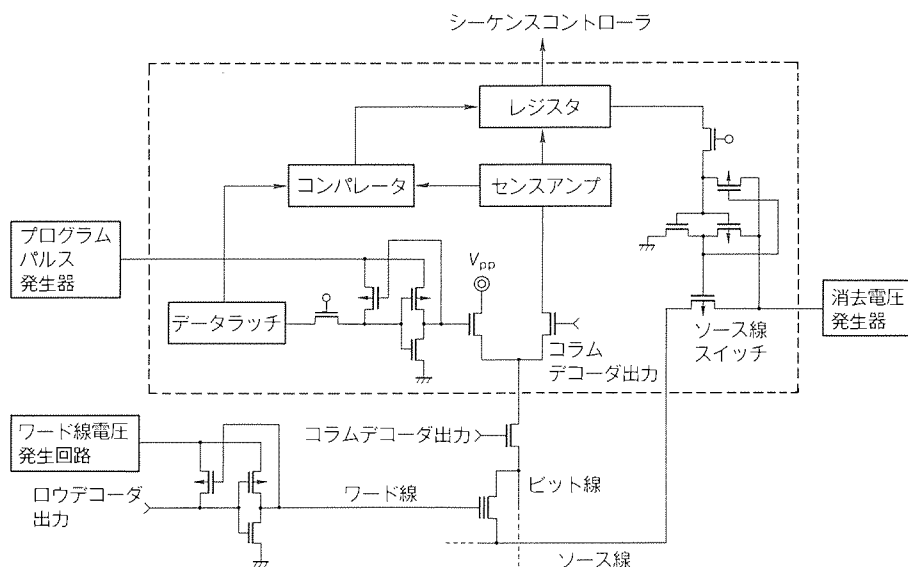 シーケンスコントローラ
レジスタ
コンパレータ
センスアンプ
プログラム
パルス
発生器
Vpp
データラッチ
コラム
デコーダ出力
ソース線
スイッチ
消去電圧
発生器
ワード線電圧
発生回路
コラムデコーダ出力
ロウデコーダ
出力
ワード線
ビット線
ソース線